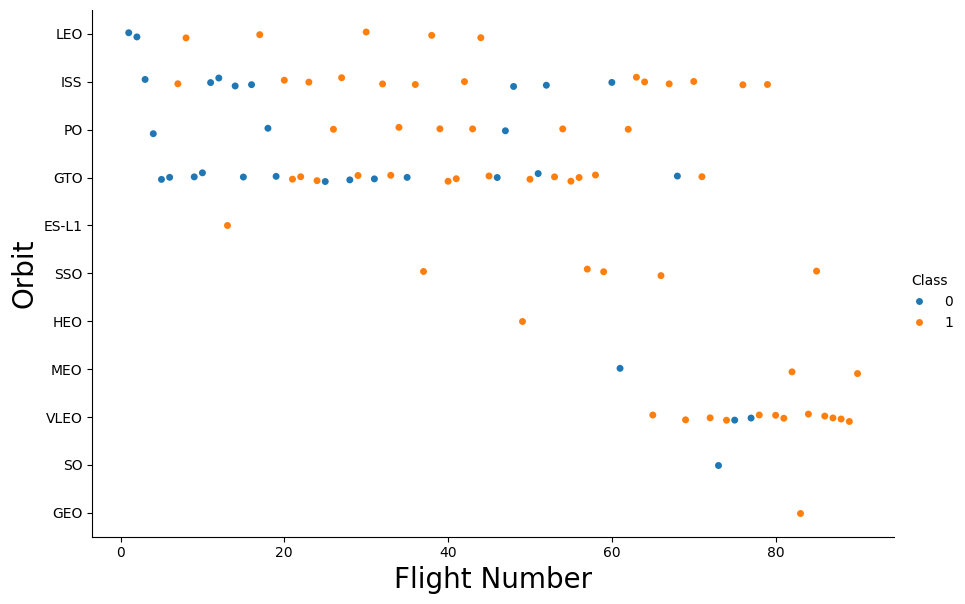 LEO
ISS
PO
GTO
ES-L1
SSO
HEO
MEO
VLEO
SO
GEO
Orbit
0
20
40
60
80
Flight Number
Class
0
1